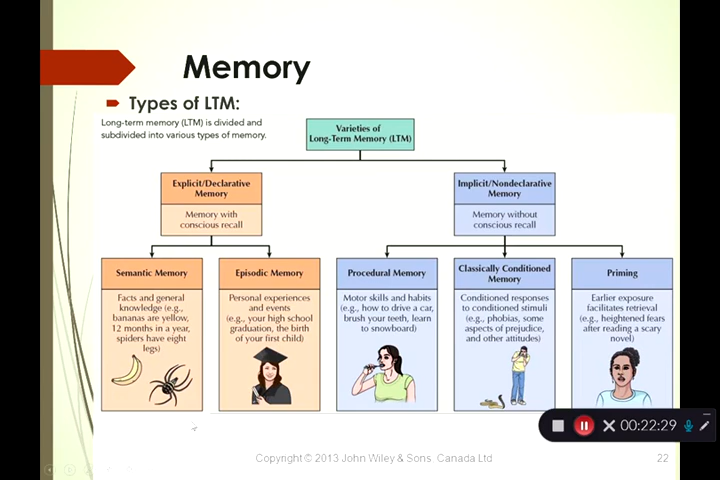 Memory
Types of LTM:
Long-term memory (LTM) is divided and
subdivided into various types of memory.
Varieties of
Long-Term Memory (LTM)
Explicit/Declarative
Memory
Memory with
conscious recall
Implicit/Nondeclarative
Memory
Memory without
conscious recall
Semantic Memory
Facts and general
knowledge (e.g.,
bananas are yellow,
12 months in a year,
spiders have eight
legs)
Episodic Memory
Personal experiences
and events
(e.g., your high school
graduation, the birth
of your first child)
Procedural Memory
Motor skills and habits
(e.g., how to drive a car,
brush your teeth, learn
to snowboard)
Classically Conditioned
Memory
Conditioned responses
to conditioned stimuli
(e.g., phobias, some
aspects of prejudice,
and other attitudes)
Priming
Earlier exposure
facilitates retrieval
(e.g., heightened fears
after reading a scary
novel)
00:22:29
Copyright © 2013 John Wiley & Sons, Canada Ltd
22